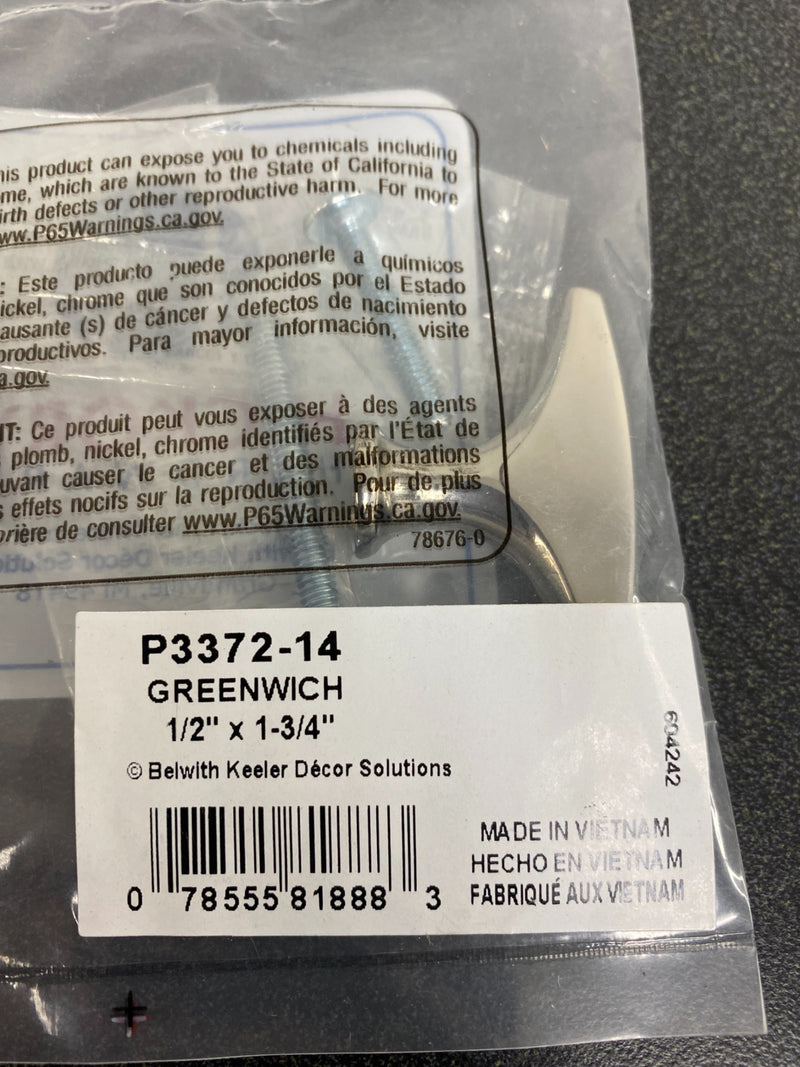 his product can expose you to chemicals including
me, which are known to the State of California to
irth defects or other reproductive harm. For more
ww.P65Warnings.ca.gov.
: Este producto puede exponerle a químicos
ickel, chrome que son conocidos por el Estado
ausante (s) de cáncer y defectos de nacimiento
productivos. Para mayor información, visite
a.gov.
NT: Ce produit peut vous exposer à des agents
plomb, nickel, chrome identifiés par l'État de
uvant causer le cancer et des malformations
s effets nocifs sur la reproduction. Pour de plus
prière de consulter www.P65Warnings.ca.gov.
78676-0
P3372-14
GREENWICH
1/2" x 1-3/4"
© Belwith Keeler Décor Solutions
604242
MADE IN VIETNAM
HECHO EN VIETNAM
FABRIQUÉ AUX VIETNAM
0 78555 81888 3